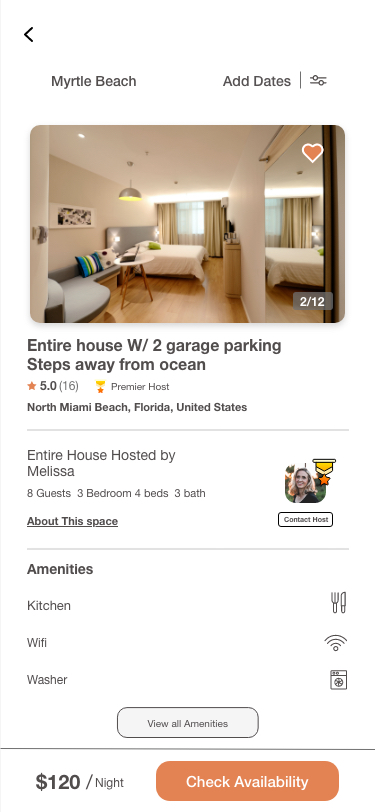 Myrtle Beach
Add Dates
2/12
Entire house W/ 2 garage parking
Steps away from ocean
5.0 (16) Premier Host
North Miami Beach, Florida, United States
Entire House Hosted by
Melissa
8 Guests 3 Bedroom 4 beds 3 bath
Contact Host
About This space
Amenities
Kitchen
Wifi
Washer
View all Amenities
$120 / Night
Check Availability